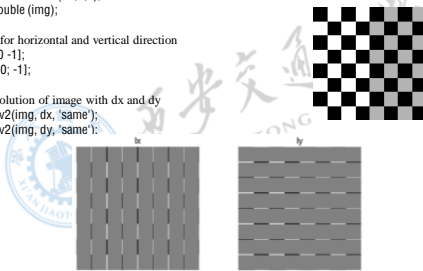 ouble (img);
for horizontal and vertical direction
0 -1];
0; -1];
olution of image with dx and dy
v2(img, dx, 'same');
v2(img, dy, 'same');
Ix
Iy